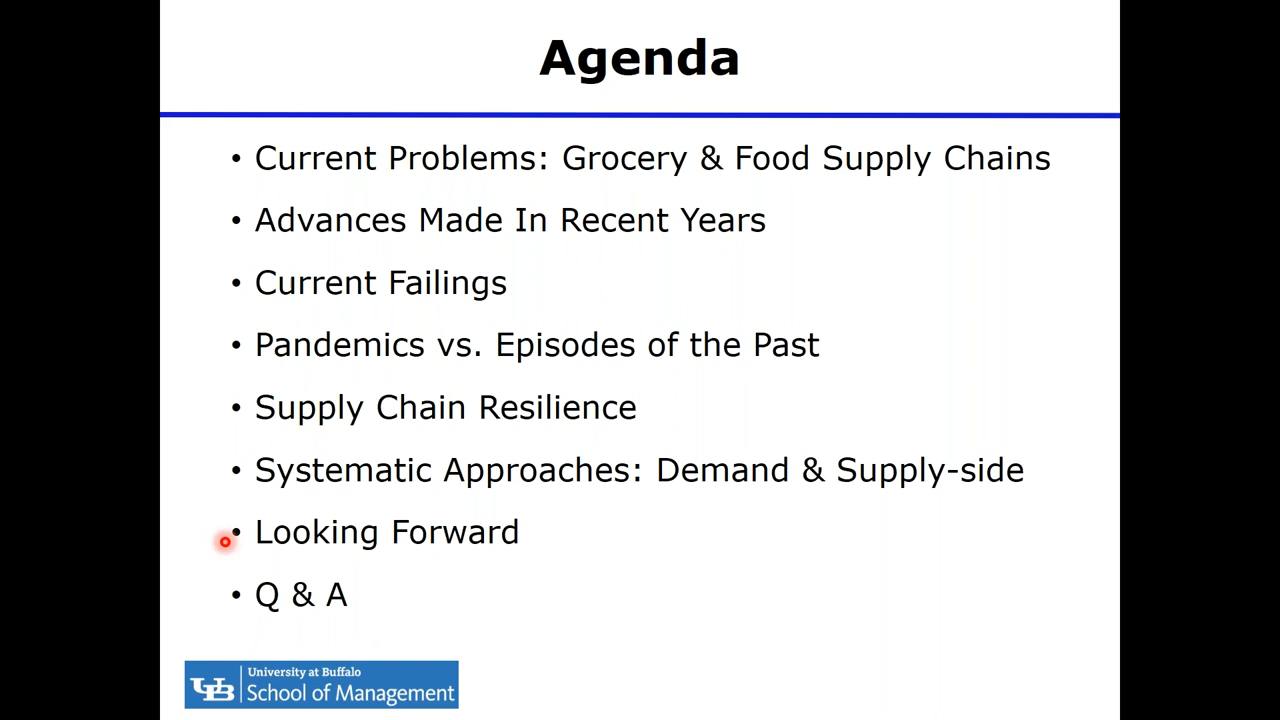 Agenda
• Current Problems: Grocery & Food Supply Chains
• Advances Made In Recent Years
• Current Failings
• Pandemics vs. Episodes of the Past
• Supply Chain Resilience
• Systematic Approaches: Demand & Supply-side
• Looking Forward
• Q & A
UB
University at Buffalo
School of Management